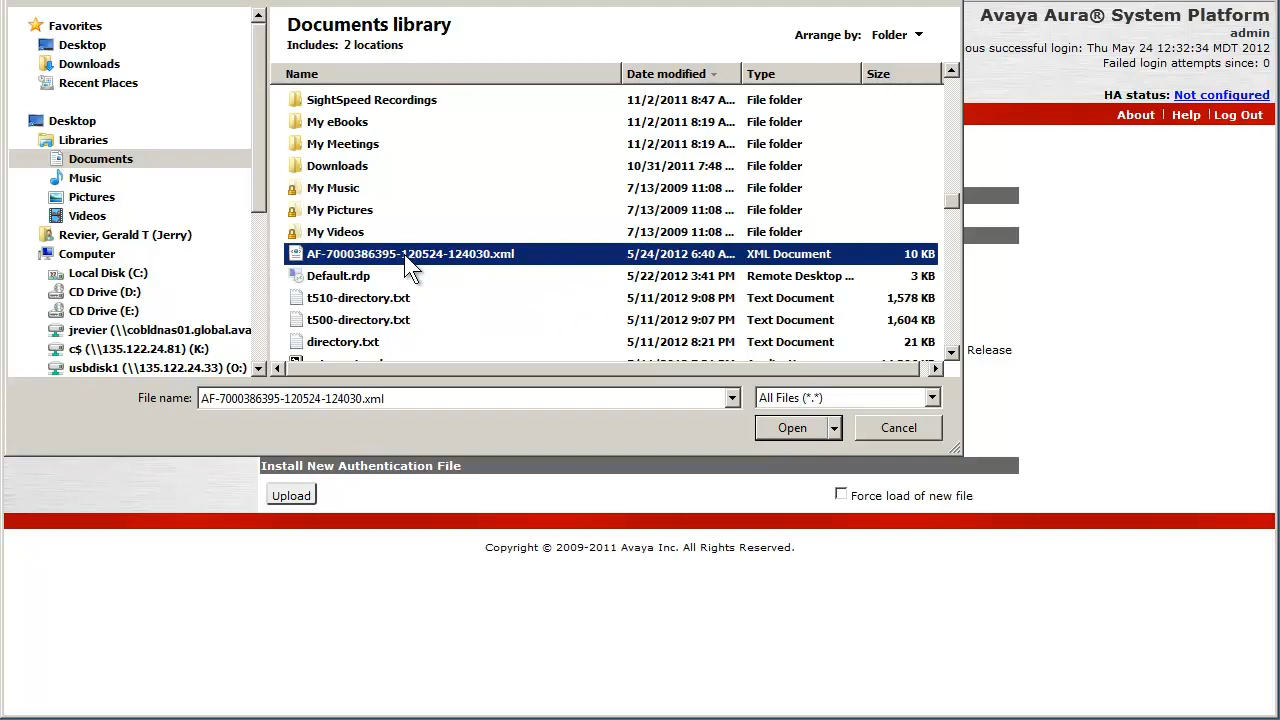 Favorites
Desktop
Downloads
Recent Places
Desktop
Libraries
Documents
Music
Pictures
Videos
Revier, Gerald T (Jerry)
Computer
Local Disk (C:)
CD Drive (D:)
CD Drive (E:)
jrevier (\\cobldnas01.global.ava
c$ (\\135.122.24.81) (K:)
usbdisk1 (\\135.122.24.33) (O:)
Documents library
Includes: 2 locations
Arrange by: Folder
Name Date modified Type Size
SightSpeed Recordings 11/2/2011 8:47 A... File folder
My eBooks 11/2/2011 8:19 A... File folder
My Meetings 11/2/2011 8:19 A... File folder
Downloads 10/31/2011 7:48 ... File folder
My Music 7/13/2009 11:08 ... File folder
My Pictures 7/13/2009 11:08 ... File folder
My Videos 7/13/2009 11:08 ... File folder
AF-7000386395-120524-124030.xml 5/24/2012 6:40 A... XML Document 10 KB
Default.rdp 5/22/2012 3:41 PM Remote Desktop ... 3 KB
t510-directory.txt 5/11/2012 9:08 PM Text Document 1,578 KB
t500-directory.txt 5/11/2012 9:07 PM Text Document 1,604 KB
directory.txt 5/11/2012 8:21 PM Text Document 21 KB
File name: AF-7000386395-120524-124030.xml All Files (*.*)
Open Cancel
Avaya Aura® System Platform
admin
ous successful login: Thu May 24 12:32:34 MDT 2012
Failed login attempts since: 0
HA status: Not configured
About Help Log Out
Release
Install New Authentication File
Upload Force load of new file
Copyright © 2009-2011 Avaya Inc. All Rights Reserved.